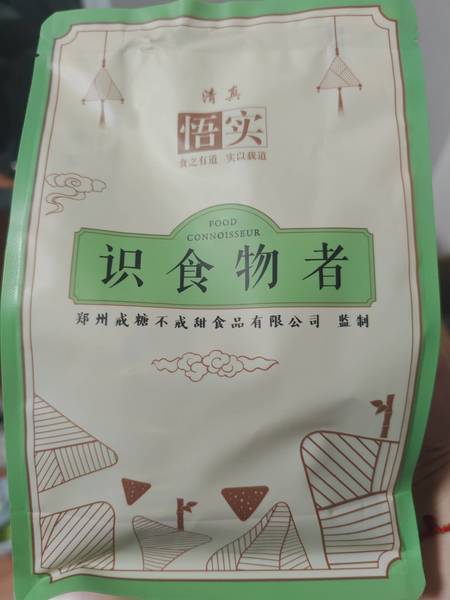 清真
悟实
食之有道 实以载道
FOOD
CONNOISSEUR
识食物者
郑州戒糖不戒甜食品有限公司 监制